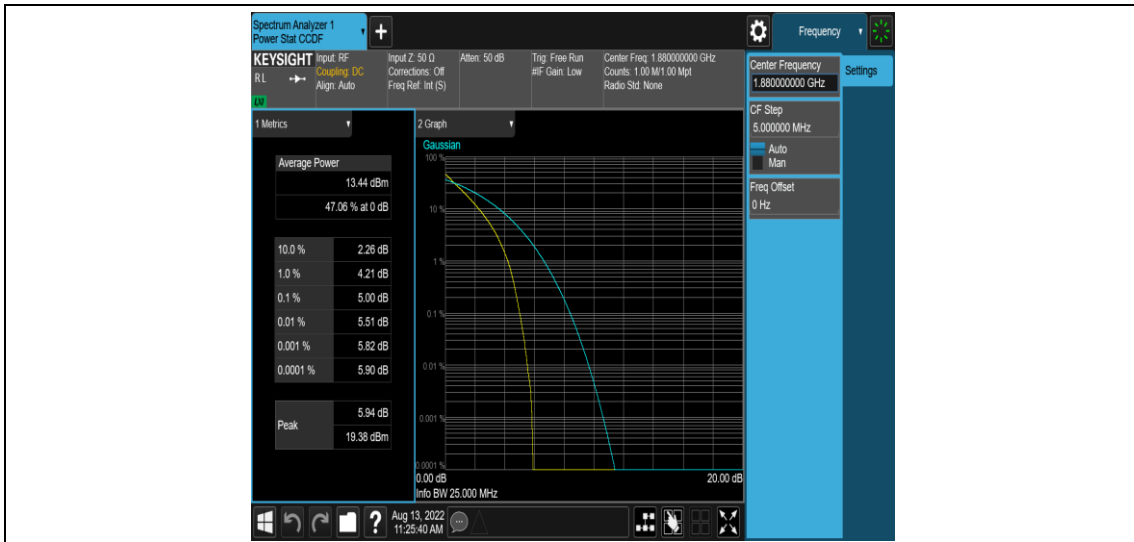 Spectrum Analyzer 1
Power Stat CCDF
Frequency
KEYSIGHT
RL
Input: RF
Coupling: DC
Align: Auto
Input Z: 50 Ω
Corrections: Off
Freq Ref: Int (S)
Atten: 50 dB
Trig: Free Run
#IF Gain: Low
Center Freq: 1.880000000 GHz
Counts: 1.00 M/1.00 Mpt
Radio Std: None
Center Frequency
1.880000000 GHz
Settings
CF Step
5.000000 MHz
Auto
Man
Freq Offset
0 Hz
1 Metrics
Average Power
13.44 dBm
47.06 % at 0 dB
10.0 % 2.26 dB
1.0 % 4.21 dB
0.1 % 5.00 dB
0.01 % 5.51 dB
0.001 % 5.82 dB
0.0001 % 5.90 dB
Peak
5.94 dB
19.38 dBm
2 Graph
Gaussian
100 %
10 %
1 %
0.1 %
0.01 %
0.001 %
0.0001 %
0.00 dB 20.00 dB
Info BW 25.000 MHz
Aug 13, 2022
11:25:40 AM